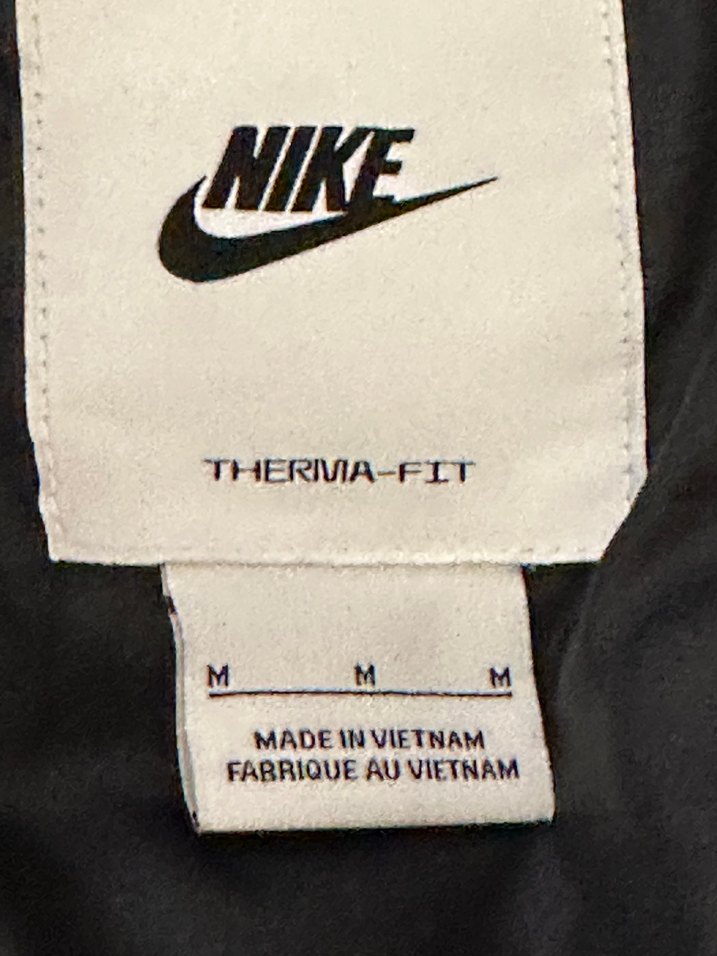 NIKE
THERMA-FIT
M M M
MADE IN VIETNAM
FABRIQUE AU VIETNAM